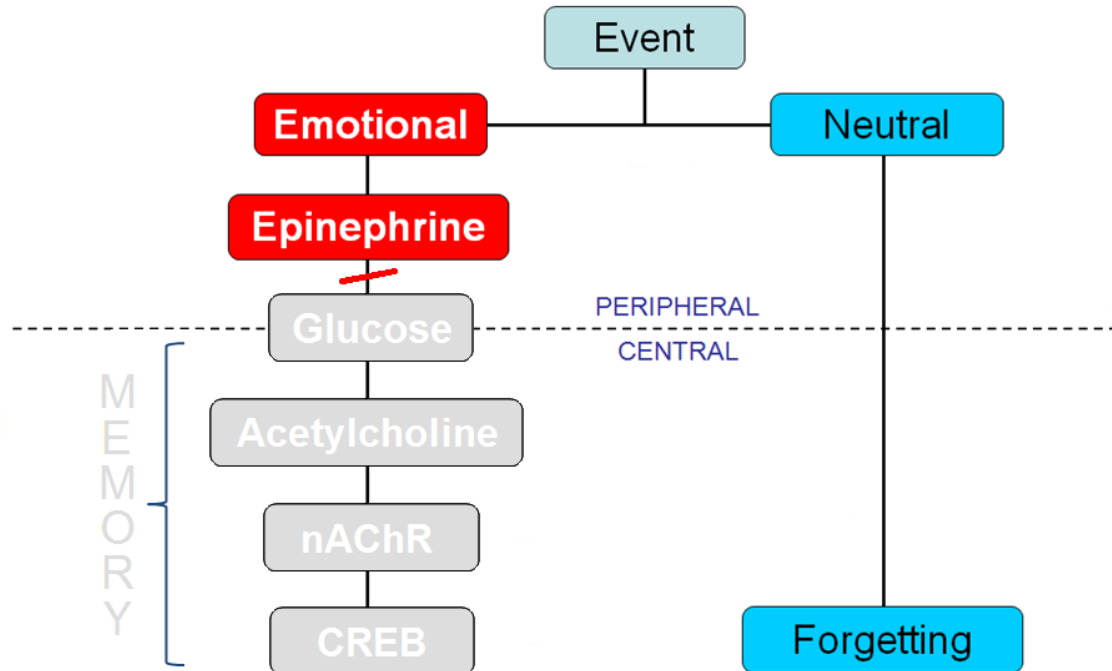 Event
Emotional
Neutral
Epinephrine
PERIPHERAL
Glucose
CENTRAL
MEMORY
Acetylcholine
nAChR
CREB
Forgetting